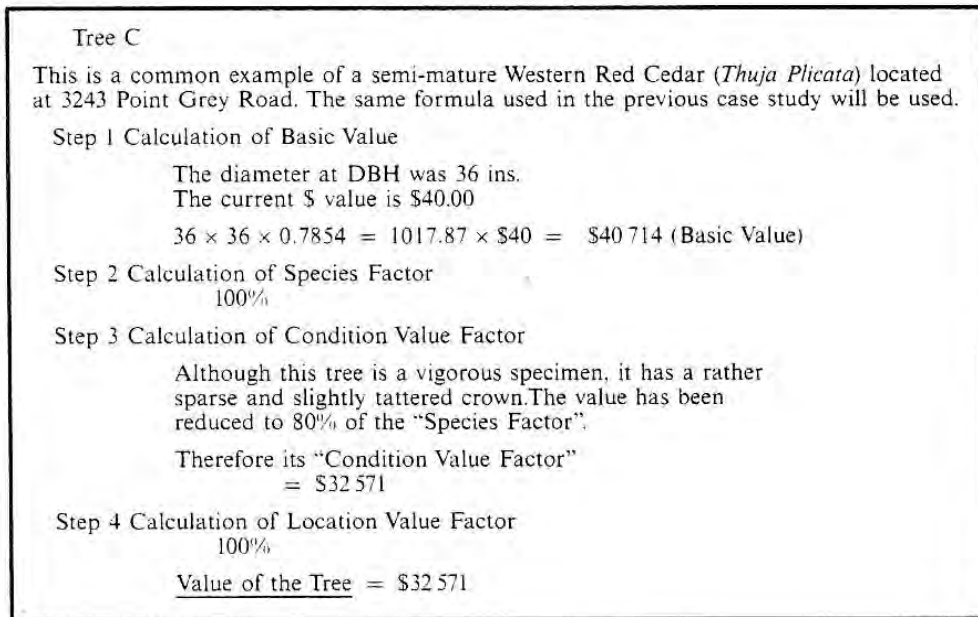 Tree C
This is a common example of a semi-mature Western Red Cedar (Thuja Plicata) located
at 3243 Point Grey Road. The same formula used in the previous case study will be used.
Step 1 Calculation of Basic Value
The diameter at DBH was 36 ins.
The current $ value is $40.00
36 × 36 × 0.7854 = 1017.87 × $40 = $40 714 (Basic Value)
Step 2 Calculation of Species Factor
100%
Step 3 Calculation of Condition Value Factor
Although this tree is a vigorous specimen, it has a rather
sparse and slightly tattered crown.The value has been
reduced to 80% of the "Species Factor".
Therefore its "Condition Value Factor"
= $32 571
Step 4 Calculation of Location Value Factor
100%
Value of the Tree = $32 571